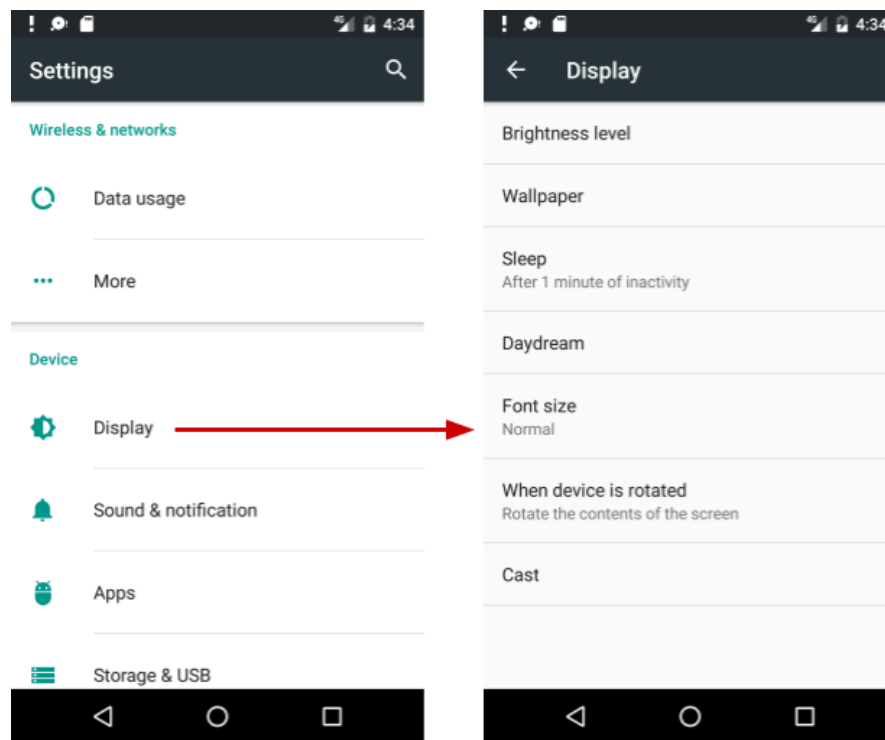 4G 4:34
Settings
Wireless & networks
Data usage
More
Device
Display
Sound & notification
Apps
Storage & USB
4G 4:34
Display
Brightness level
Wallpaper
Sleep
After 1 minute of inactivity
Daydream
Font size
Normal
When device is rotated
Rotate the contents of the screen
Cast